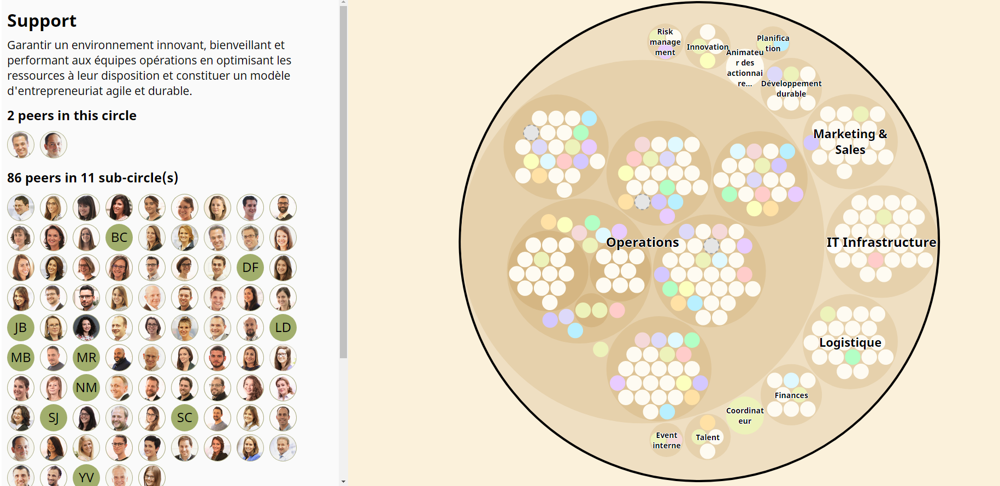 Support
Garantir un environnement innovant, bienveillant et
performant aux équipes opérations en optimisant les
ressources à leur disposition et constituer un modèle
d'entrepreneuriat agile et durable.
2 peers in this circle
86 peers in 11 sub-circle(s)
BC
DF
JB
LD
MB
MR
NM
SJ
SC
YV
Risk
manage
ment
Innovation
Animateu
r des
actionnai
re...
Planifica
tion
Développement
durable
Marketing &
Sales
Operations
IT Infrastructure
Logistique
Finances
Coordinat
eur
Event
interne
Talent